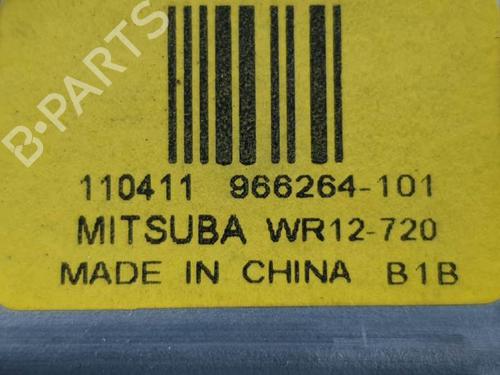 B-PARTS
110411 966264-101
MITSUBA WR12-720
MADE IN CHINA B1B